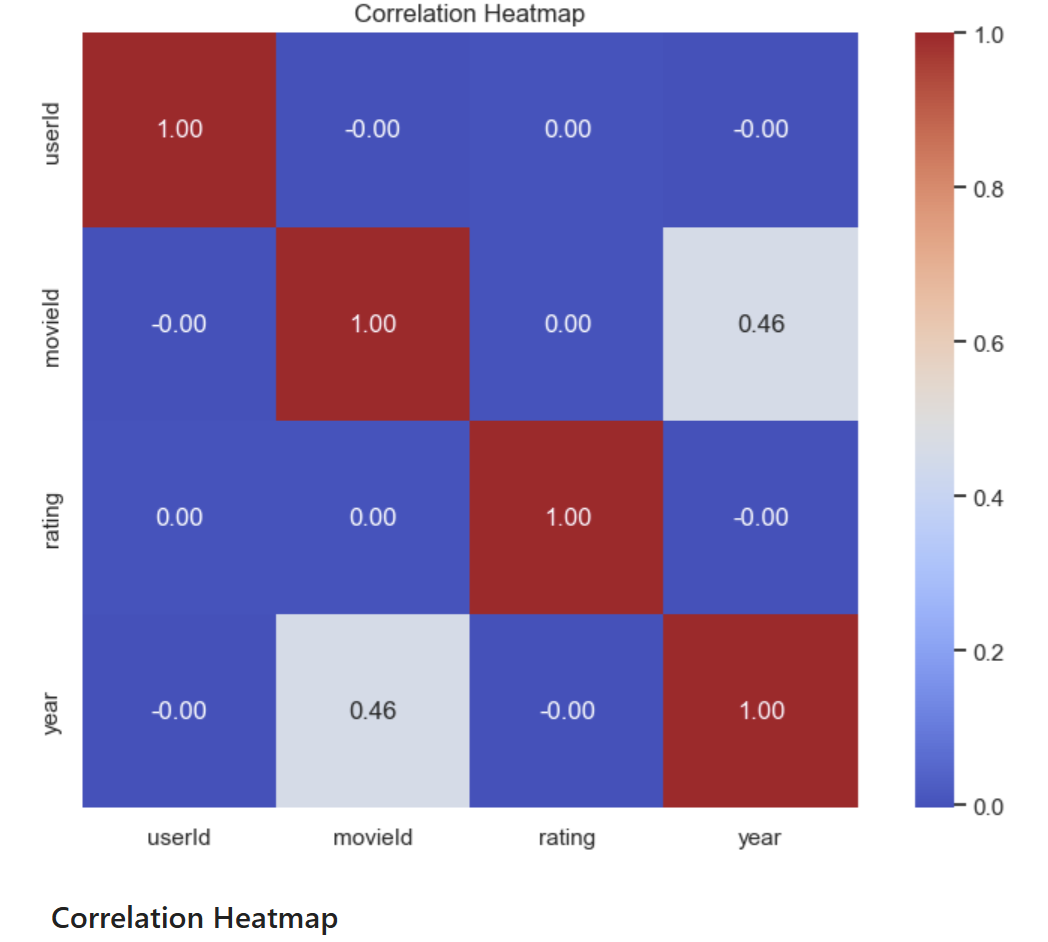 Correlation Heatmap
1.0
userId 1.00 -0.00 0.00 -0.00
0.8
movieId -0.00 1.00 0.00 0.46
0.6
0.4
rating 0.00 0.00 1.00 -0.00
0.2
year -0.00 0.46 -0.00 1.00
0.0
userId movieId rating year
Correlation Heatmap